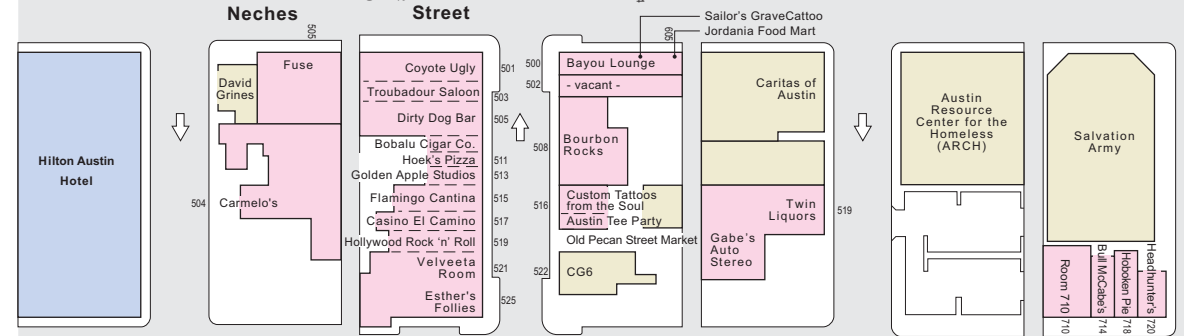 Neches
Street
505
605
Sailor's GraveCattoo
Jordania Food Mart
Hilton Austin
Hotel
504
David
Grines
Fuse
Carmelo's
Coyote Ugly
501
Troubadour Saloon
503
Dirty Dog Bar
505
Bobalu Cigar Co.
Hoek's Pizza
511
Golden Apple Studios
513
Flamingo Cantina
515
Casino El Camino
517
Hollywood Rock 'n' Roll
519
Velveeta
Room
521
Esther's
Follies
525
500
Bayou Lounge
502
- vacant -
508
Bourbon
Rocks
516
Custom Tattoos
from the Soul
Austin Tee Party
Old Pecan Street Market
522
CG6
Caritas of
Austin
Twin
Liquors
519
Gabe's
Auto
Stereo
Austin
Resource
Center for the
Homeless
(ARCH)
Salvation
Army
Room 710
710
Bull McCabe's
714
Hoboken Pie
718
Headhunter's
720